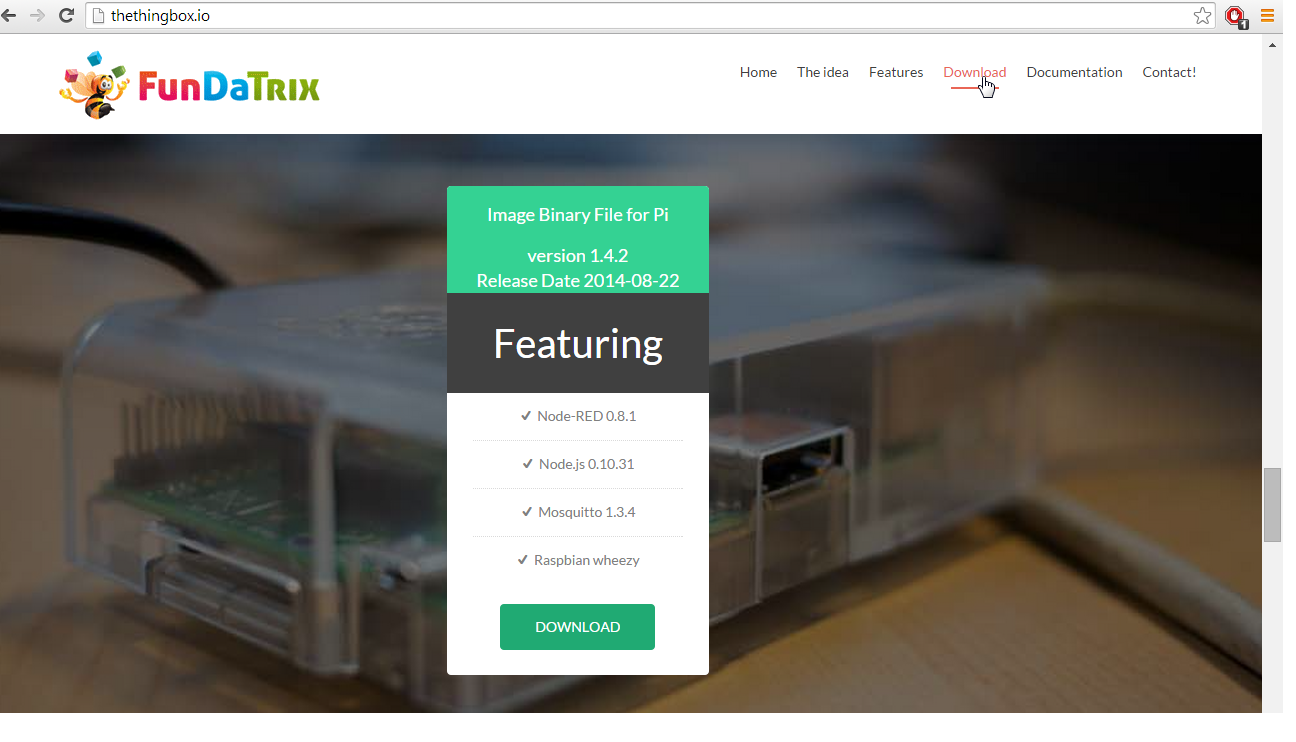 thethingbox.io
1
FunDaTrix
Home The idea Features Download Documentation Contact!
Image Binary File for Pi
version 1.4.2
Release Date 2014-08-22
Featuring
✔ Node-RED 0.8.1
✔ Node.js 0.10.31
✔ Mosquitto 1.3.4
✔ Raspbian wheezy
DOWNLOAD